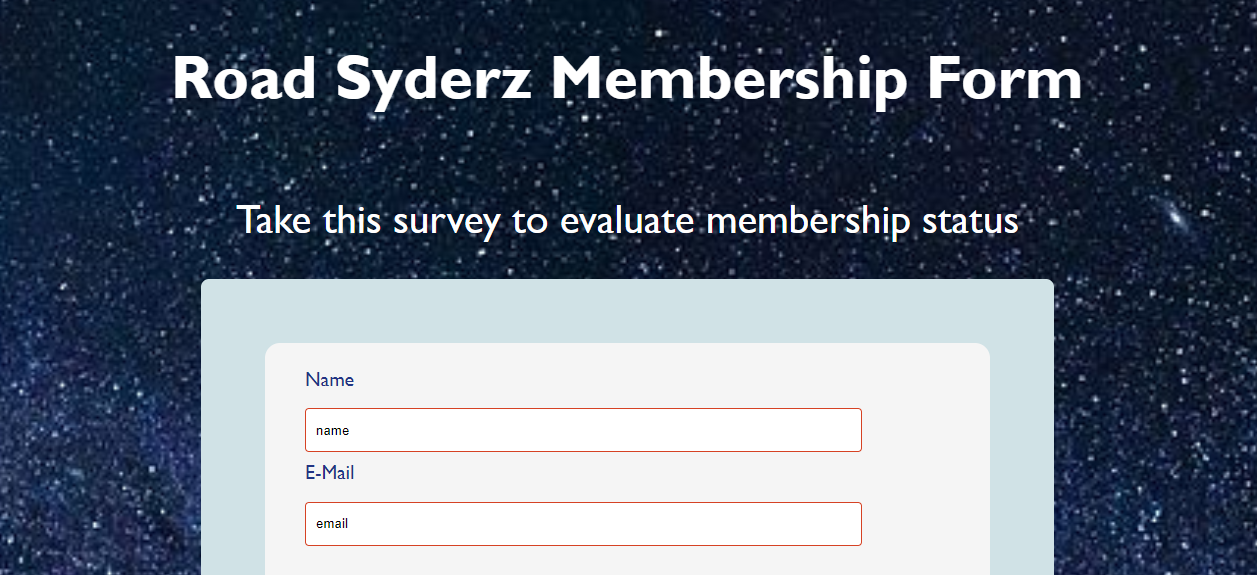 Road Syderz Membership Form
Take this survey to evaluate membership status
Name
name
E-Mail
email